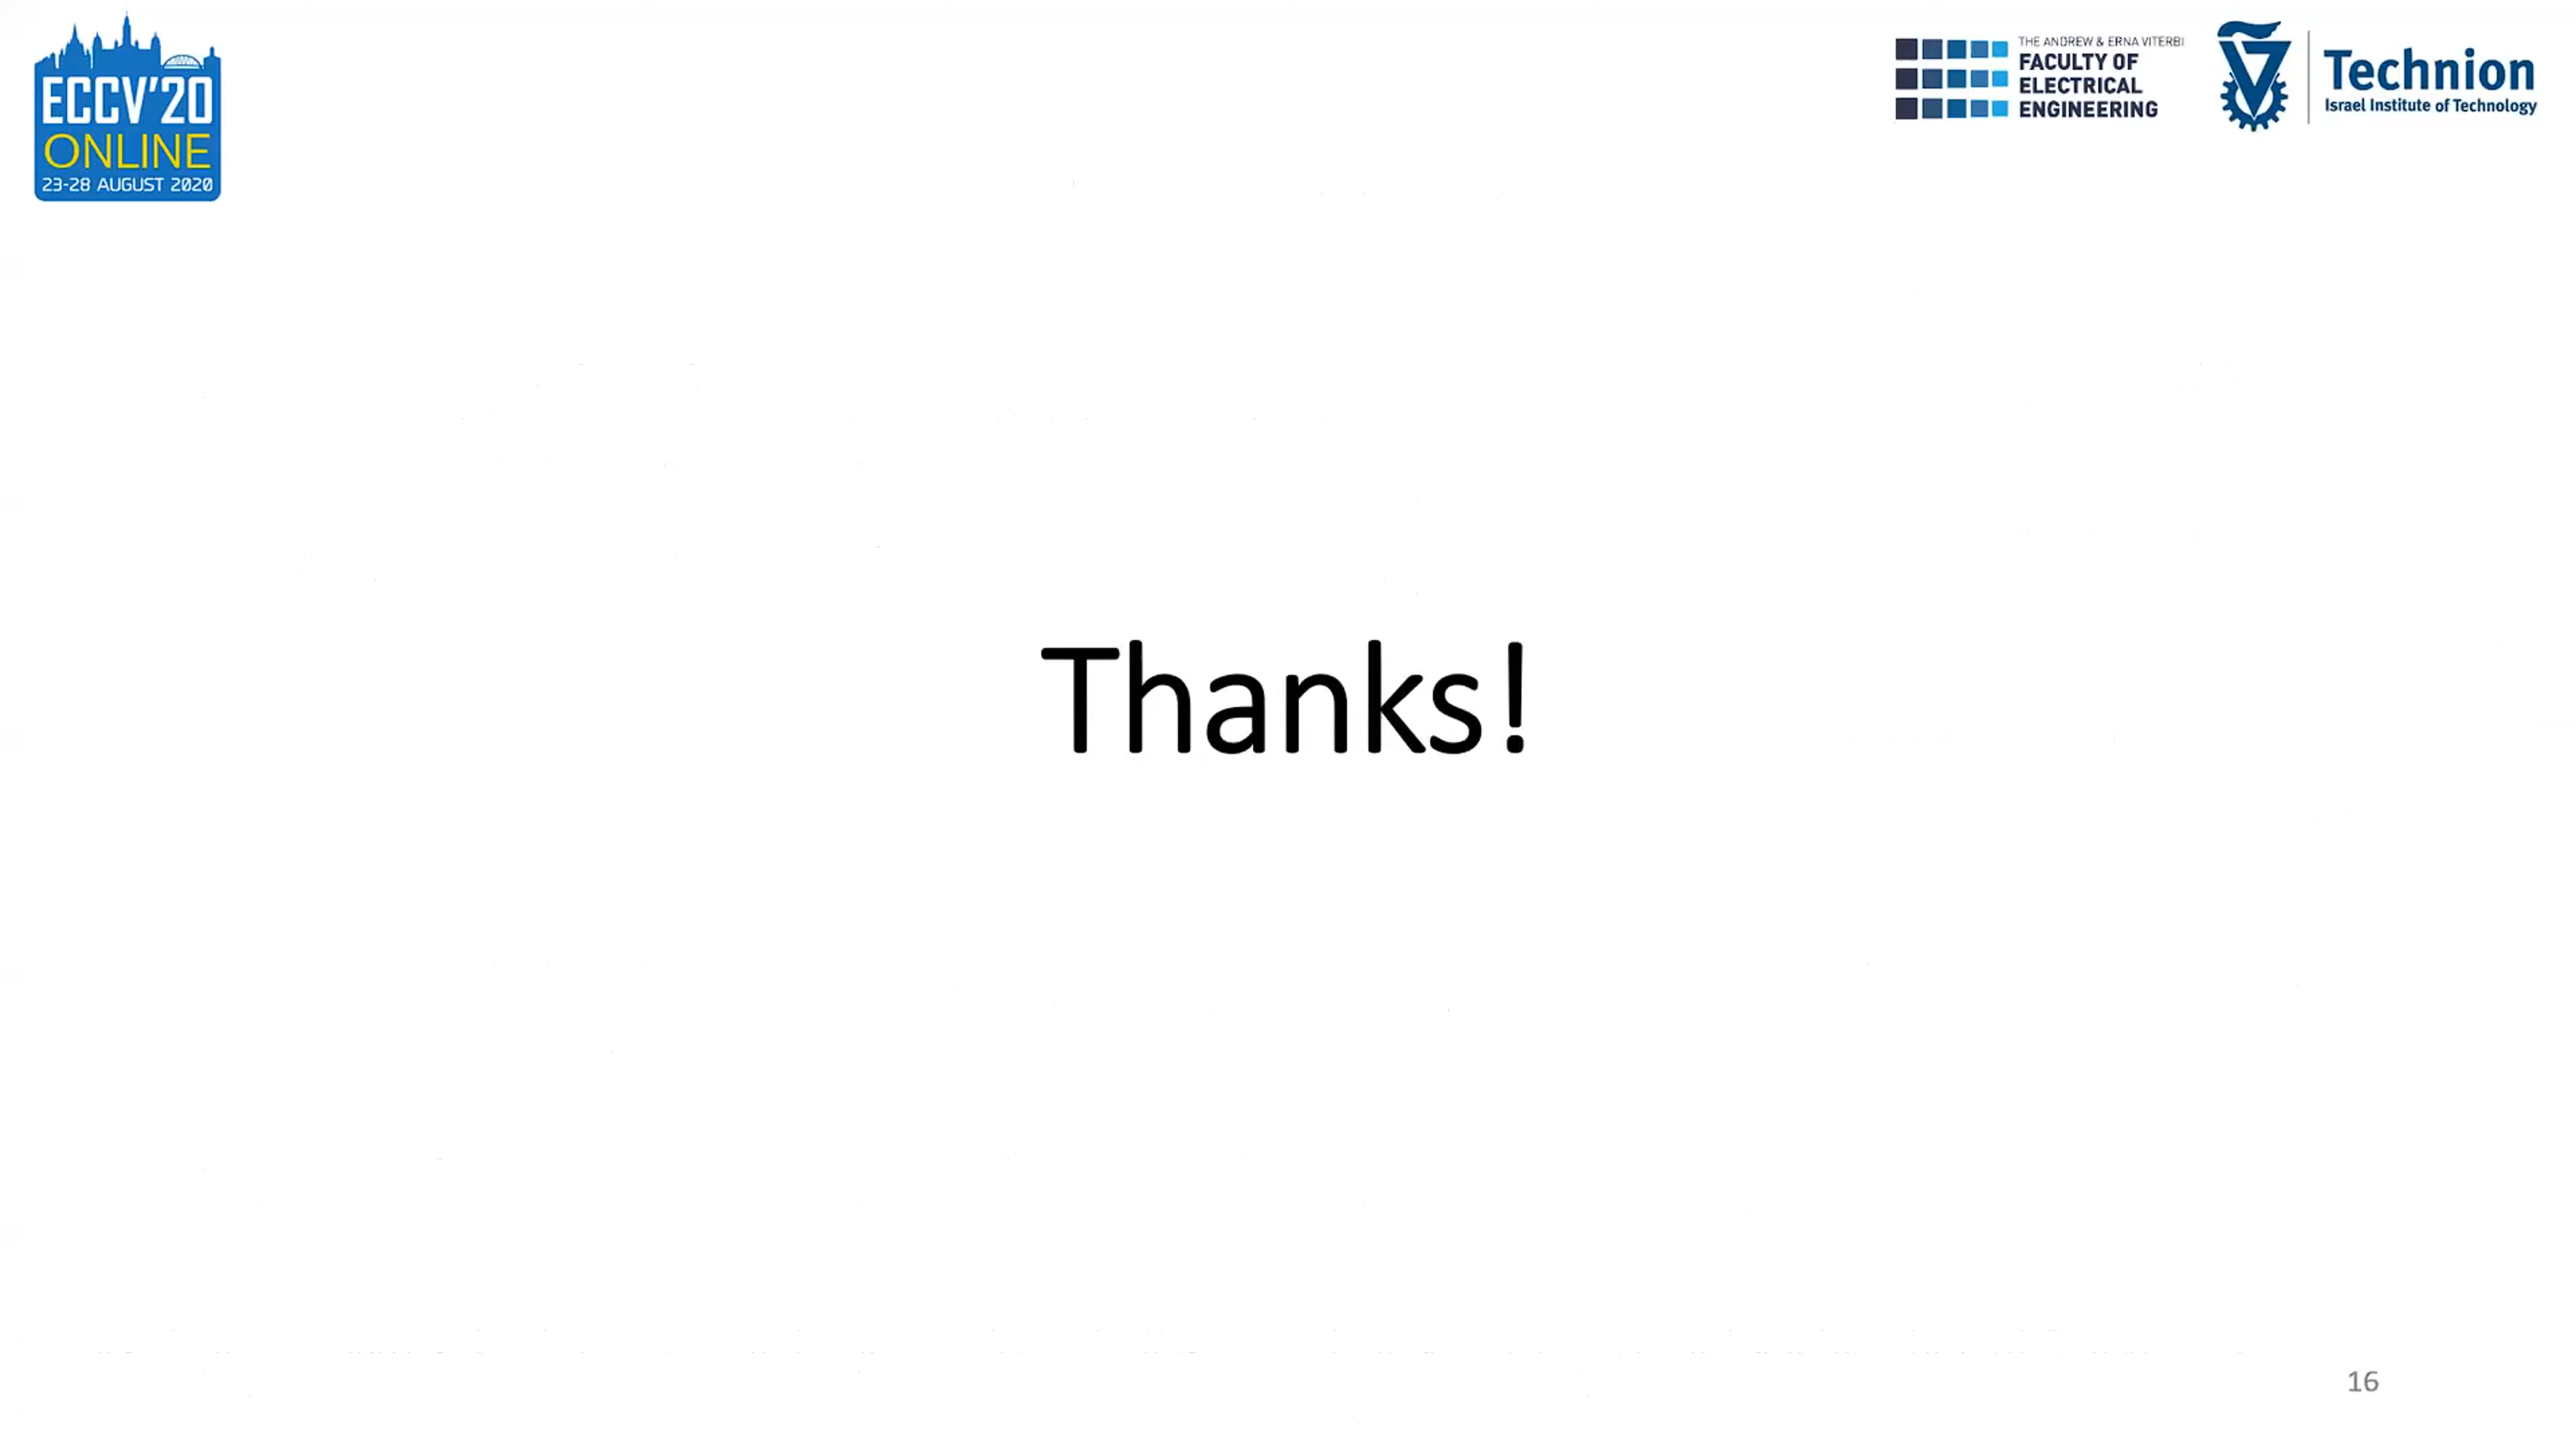 ECCV'20
ONLINE
23-28 AUGUST 2020
THE ANDREW & ERNA VITERBI
FACULTY OF
ELECTRICAL
ENGINEERING
Technion
Israel Institute of Technology
Thanks!
16